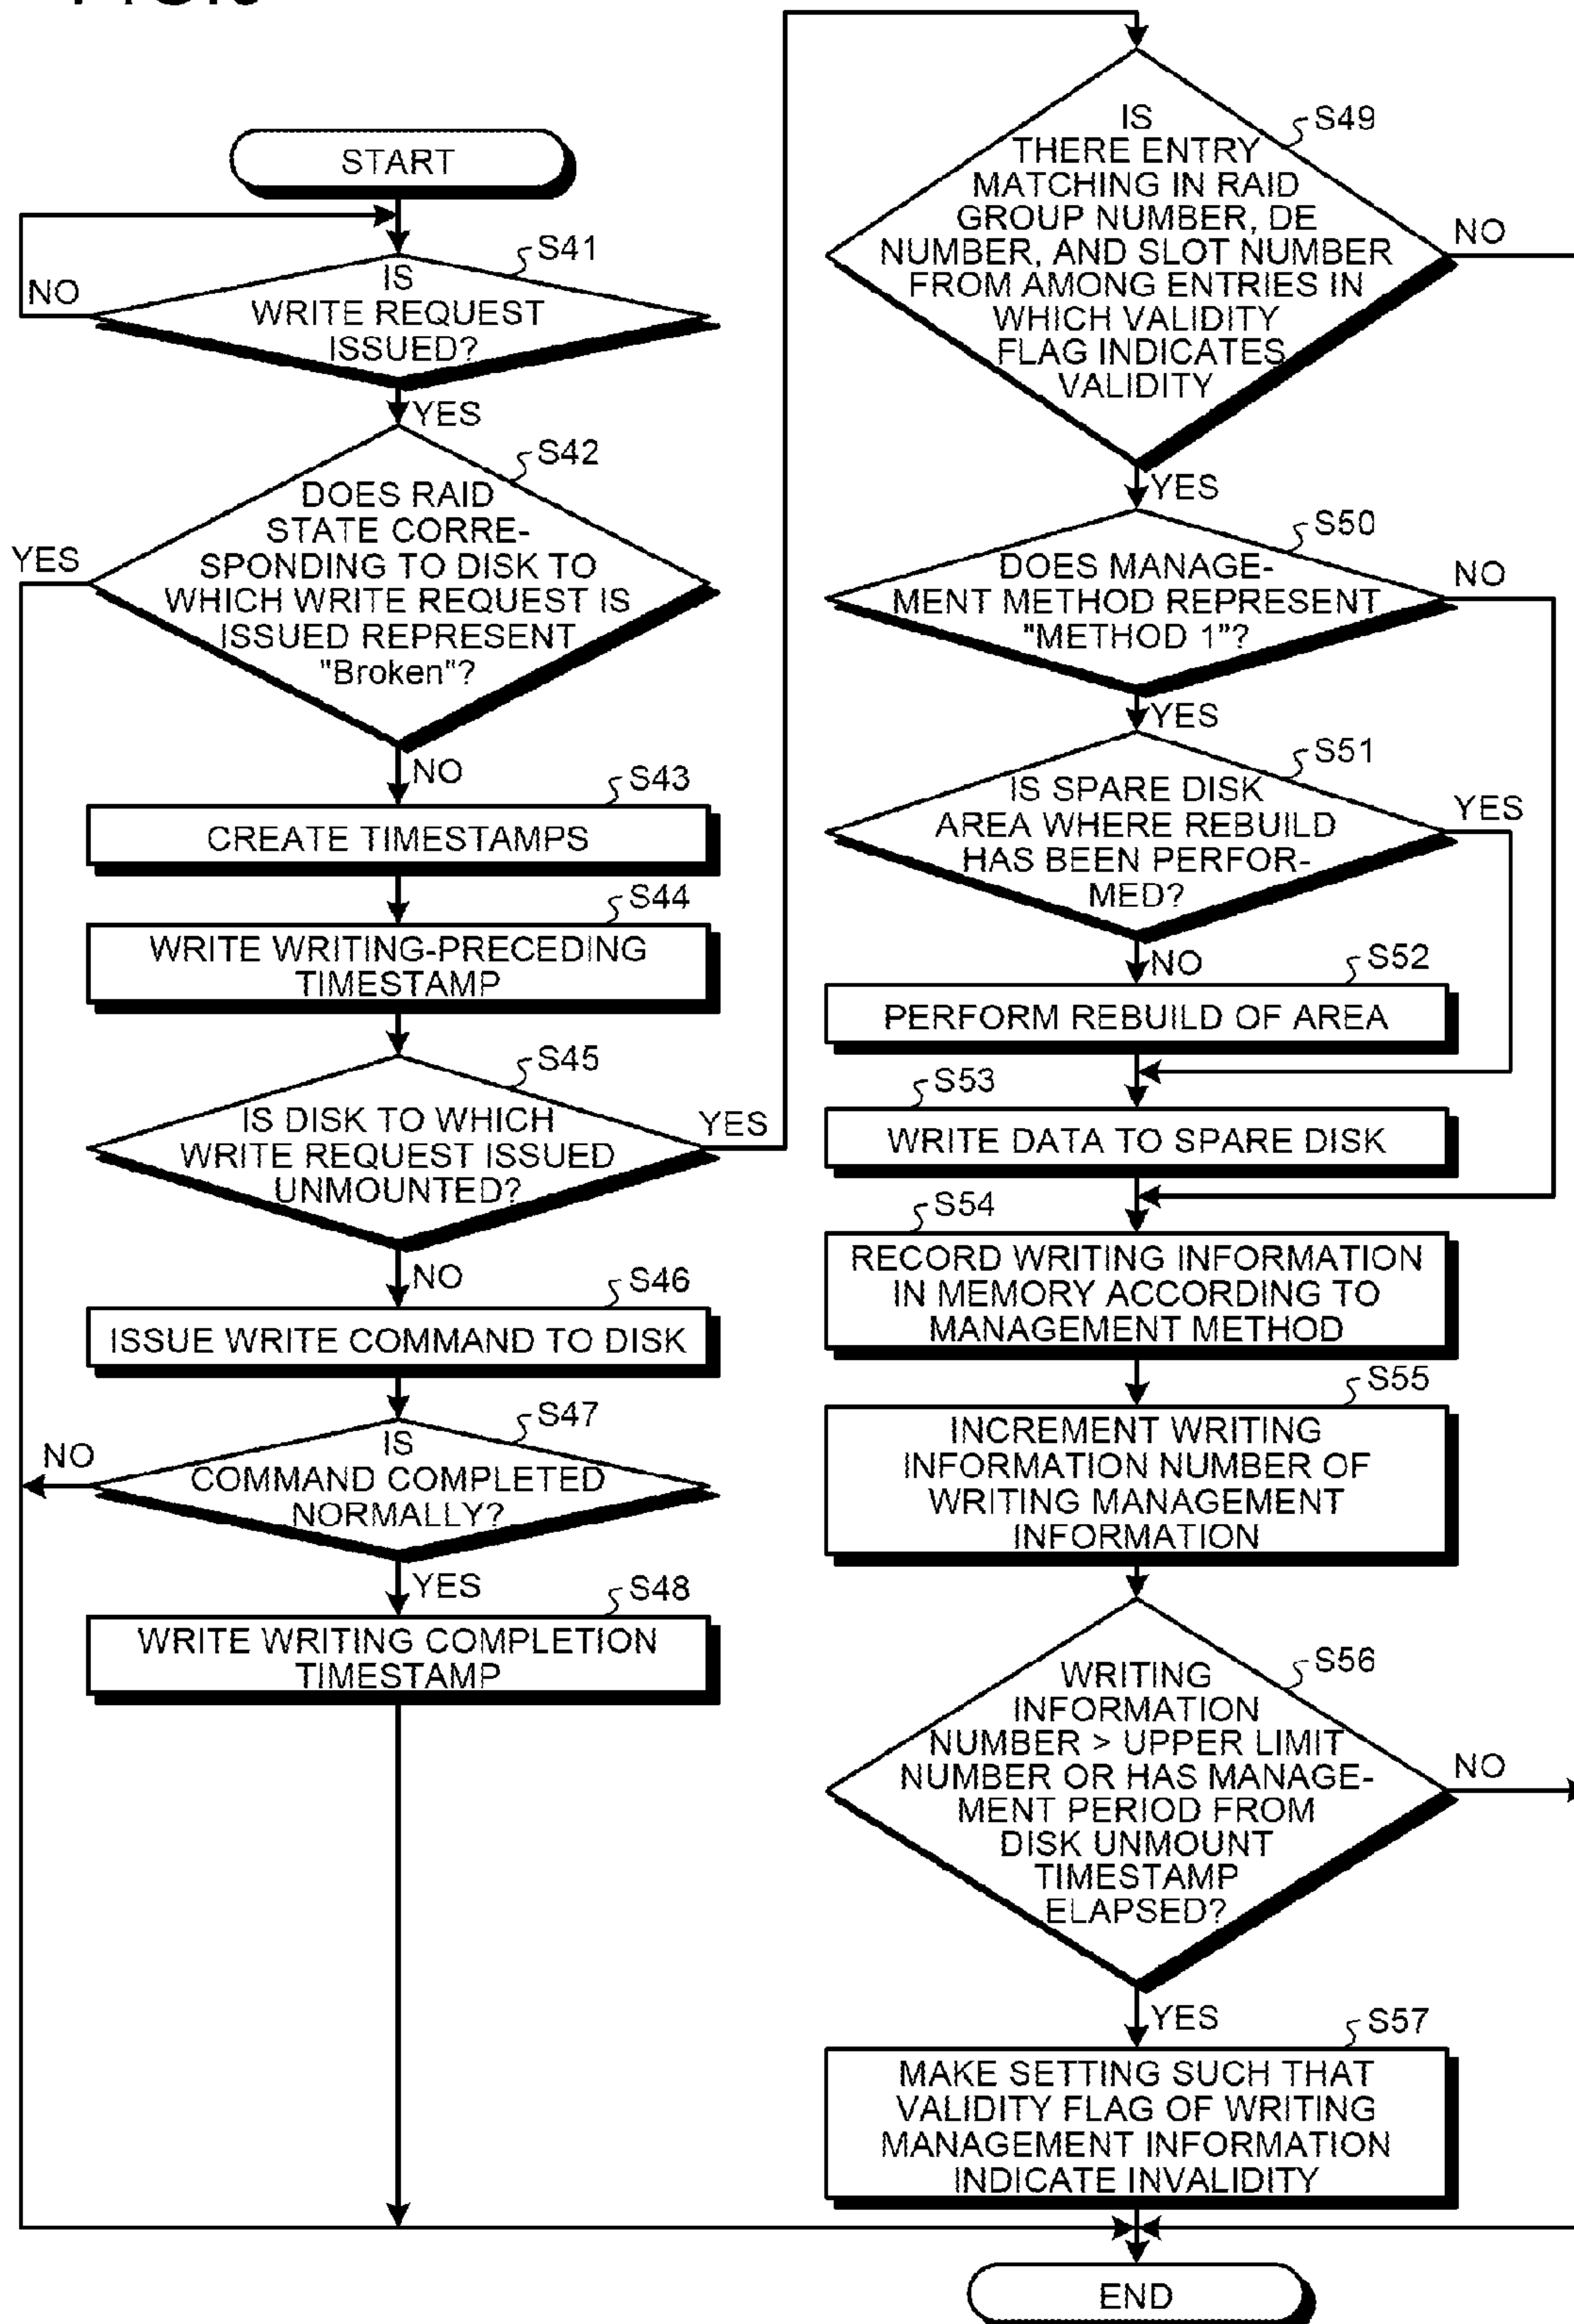 START
S41
IS
WRITE REQUEST
ISSUED?
NO
YES
S42
DOES RAID
STATE CORRE-
SPONDING TO DISK TO
WHICH WRITE REQUEST IS
ISSUED REPRESENT
"Broken"?
YES
NO
S43
CREATE TIMESTAMPS
S44
WRITE WRITING-PRECEDING
TIMESTAMP
S45
IS DISK TO WHICH
WRITE REQUEST ISSUED
UNMOUNTED?
YES
NO
S46
ISSUE WRITE COMMAND TO DISK
S47
IS
COMMAND COMPLETED
NORMALLY?
NO
YES
S48
WRITE WRITING COMPLETION
TIMESTAMP
S49
IS
THERE ENTRY
MATCHING IN RAID
GROUP NUMBER, DE
NUMBER, AND SLOT NUMBER
FROM AMONG ENTRIES IN
WHICH VALIDITY
FLAG INDICATES
VALIDITY
NO
YES
S50
DOES MANAGE-
MENT METHOD REPRESENT
"METHOD 1"?
NO
YES
S51
IS SPARE DISK
AREA WHERE REBUILD
HAS BEEN PERFOR-
MED?
YES
NO
S52
PERFORM REBUILD OF AREA
S53
WRITE DATA TO SPARE DISK
S54
RECORD WRITING INFORMATION
IN MEMORY ACCORDING TO
MANAGEMENT METHOD
S55
INCREMENT WRITING
INFORMATION NUMBER OF
WRITING MANAGEMENT
INFORMATION
S56
WRITING
INFORMATION
NUMBER > UPPER LIMIT
NUMBER OR HAS MANAGE-
MENT PERIOD FROM
DISK UNMOUNT
TIMESTAMP
ELAPSED?
NO
YES
S57
MAKE SETTING SUCH THAT
VALIDITY FLAG OF WRITING
MANAGEMENT INFORMATION
INDICATE INVALIDITY
END